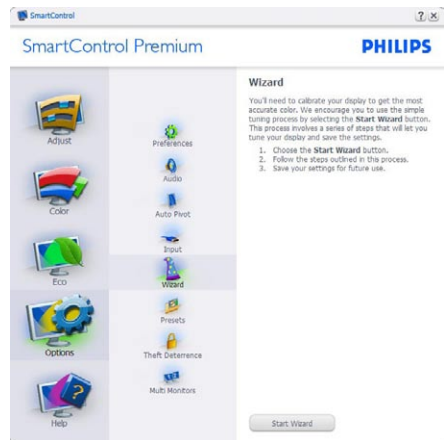 SmartControl
? ×
SmartControl Premium
PHILIPS
Adjust
Color
Eco
Options
Help
Preferences
Audio
Auto Pivot
Input
Wizard
Presets
Theft Deterrence
Multi Monitors
Wizard
You'll need to calibrate your display to get the most
accurate color. We encourage you to use the simple
tuning process by selecting the Start Wizard button.
This process involves a series of steps that will let you
tune your display and save the settings.
1. Choose the Start Wizard button.
2. Follow the steps outlined in this process.
3. Save your settings for future use.
Start Wizard